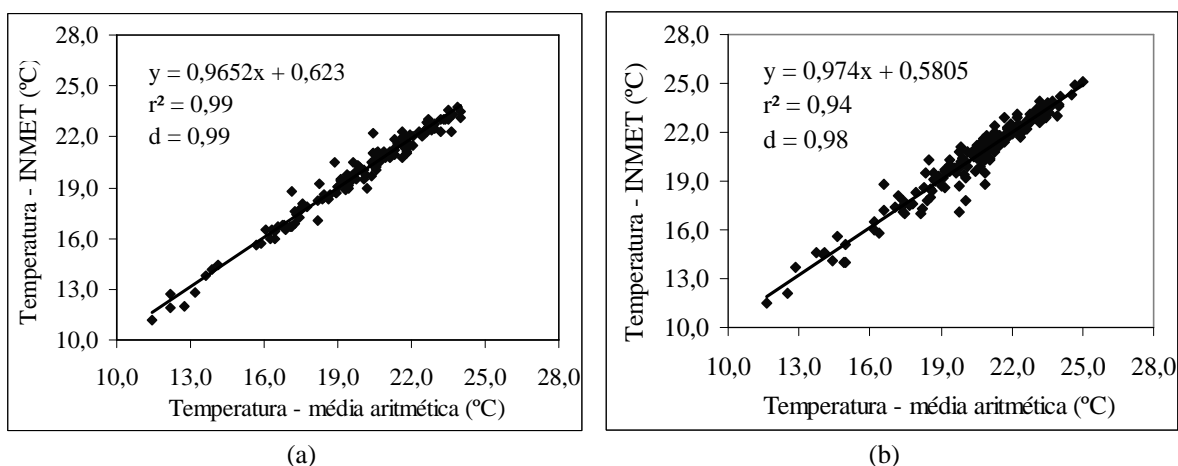 28,0
25,0
22,0
19,0
16,0
13,0
10,0
Temperatura - INMET (ºC)
y = 0,9652x + 0,623
r² = 0,99
d = 0,99
10,0 13,0 16,0 19,0 22,0 25,0 28,0
Temperatura - média aritmética (ºC)
(a)
28,0
25,0
22,0
19,0
16,0
13,0
10,0
Temperatura - INMET (ºC)
y = 0,974x + 0,5805
r² = 0,94
d = 0,98
10,0 13,0 16,0 19,0 22,0 25,0 28,0
Temperatura - média aritmética (ºC)
(b)